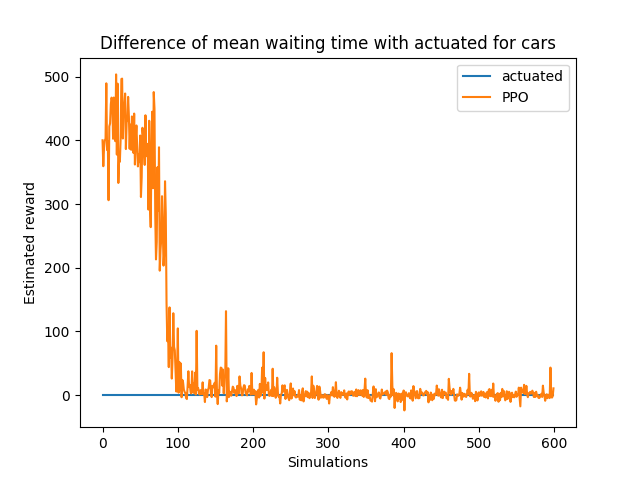 Difference of mean waiting time with actuated for cars
actuated
PPO
Estimated reward
500
400
300
200
100
0
0 100 200 300 400 500 600
Simulations